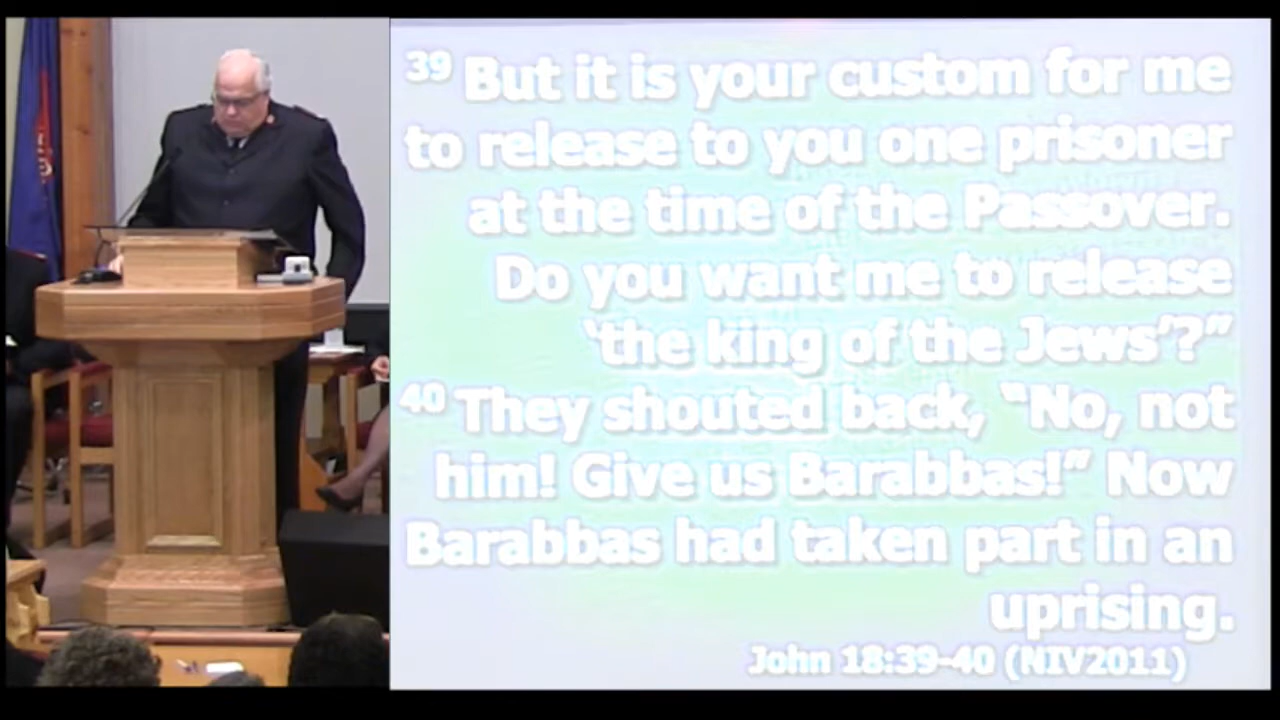 39 But it is your custom for me
to release to you one prisoner
at the time of the Passover.
Do you want me to release
‘the king of the Jews’?”
40 They shouted back, “No, not
him! Give us Barabbas!” Now
Barabbas had taken part in an
uprising.
John 18:39-40 (NIV2011)